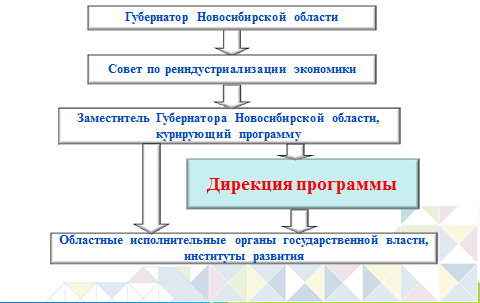 Губернатор Новосибирской области
Совет по реиндустриализации экономики
Заместитель Губернатора Новосибирской области,
курирующий программу
Дирекция программы
Областные исполнительные органы государственной власти,
институты развития